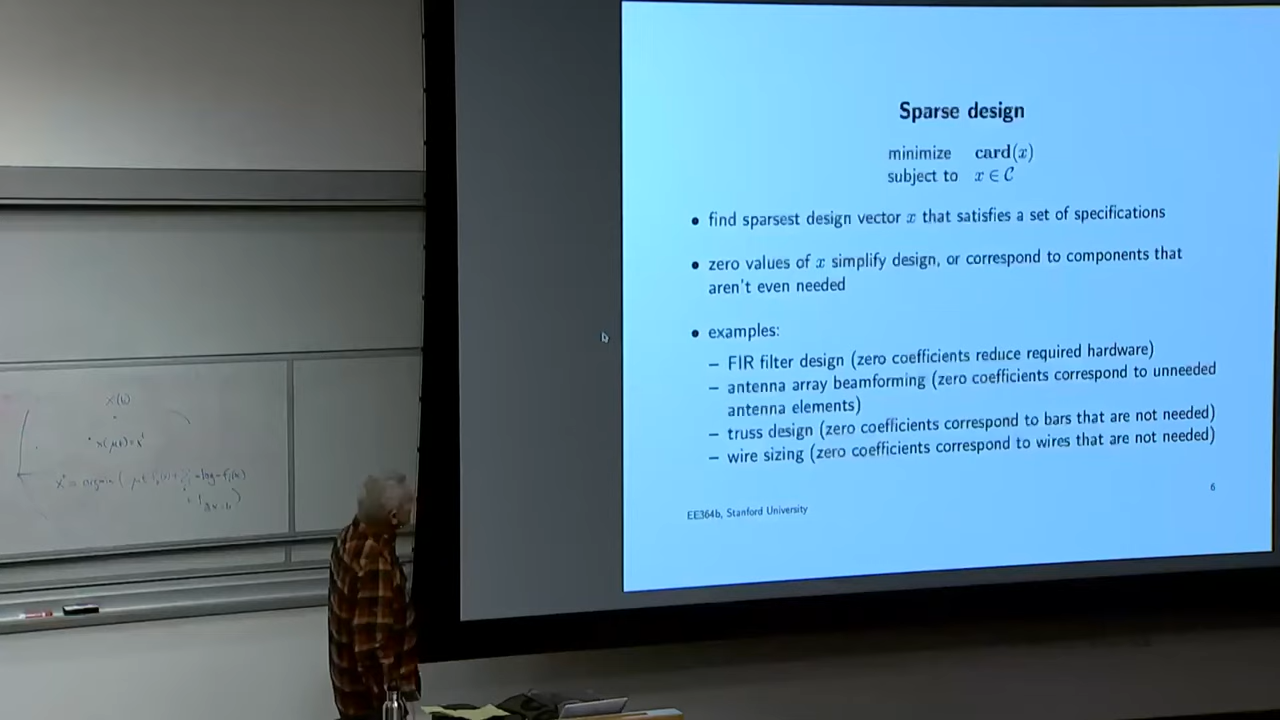 Sparse design
minimize card(x)
subject to x ∈ C
• find sparsest design vector x that satisfies a set of specifications
• zero values of x simplify design, or correspond to components that
aren't even needed
• examples:
– FIR filter design (zero coefficients reduce required hardware)
– antenna array beamforming (zero coefficients correspond to unneeded
antenna elements)
– truss design (zero coefficients correspond to bars that are not needed)
– wire sizing (zero coefficients correspond to wires that are not needed)
6
EE364b, Stanford University